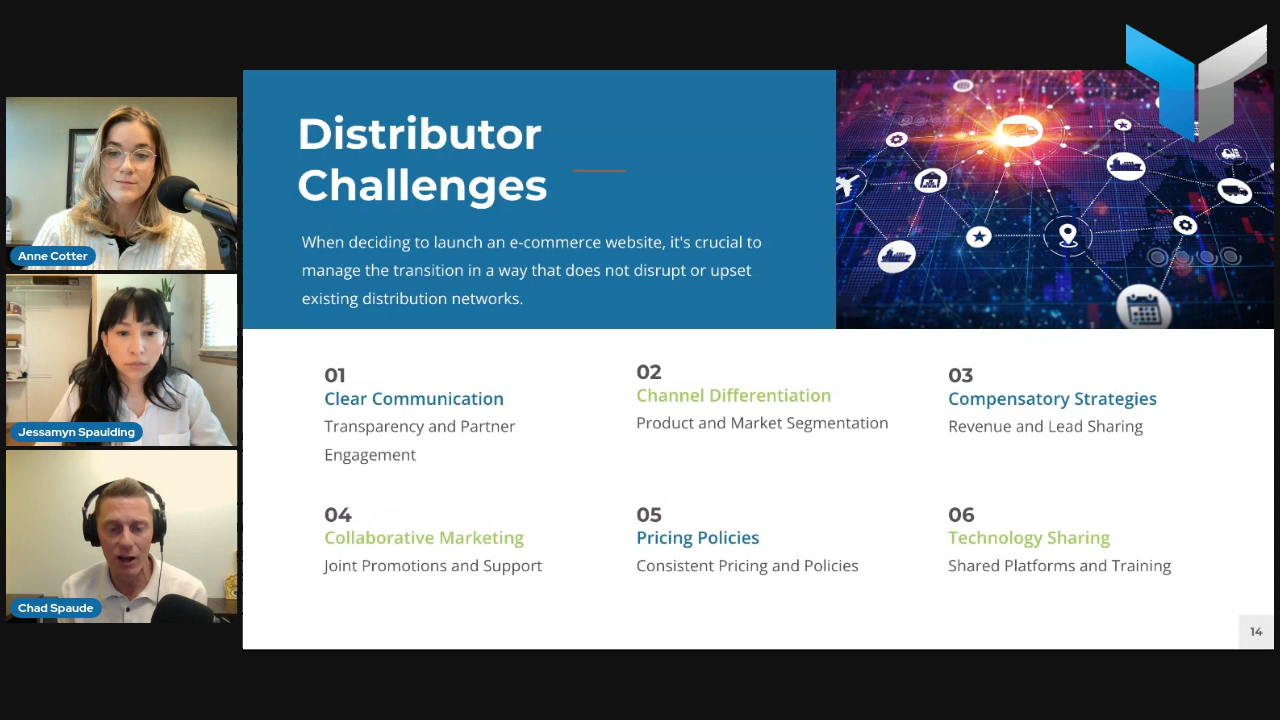 Distributor
Challenges
When deciding to launch an e-commerce website, it's crucial to
manage the transition in a way that does not disrupt or upset
existing distribution networks.
01
Clear Communication
Transparency and Partner
Engagement
02
Channel Differentiation
Product and Market Segmentation
03
Compensatory Strategies
Revenue and Lead Sharing
04
Collaborative Marketing
Joint Promotions and Support
05
Pricing Policies
Consistent Pricing and Policies
06
Technology Sharing
Shared Platforms and Training
14
Anne Cotter
Jessamyn Spaulding
Chad Spaude